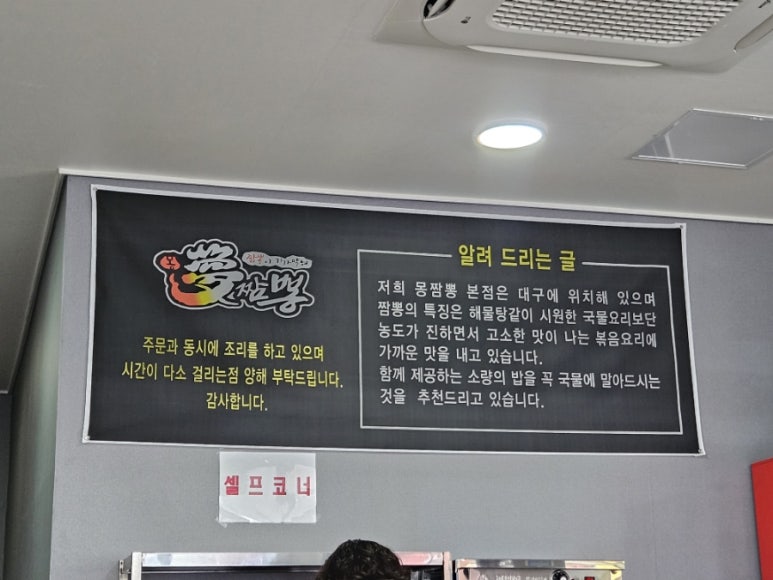 夢짬뽕
주문과 동시에 조리를 하고 있으며
시간이 다소 걸리는점 양해 부탁드립니다.
감사합니다.
알려 드리는 글
저희 몽짬뽕 본점은 대구에 위치해 있으며
짬뽕의 특징은 해물탕같이 시원한 국물요리보단
농도가 진하면서 고소한 맛이 나는 볶음요리에
가까운 맛을 내고 있습니다.
함께 제공하는 소량의 밥을 꼭 국물에 말아드시는
것을 추천드리고 있습니다.
셀프코너